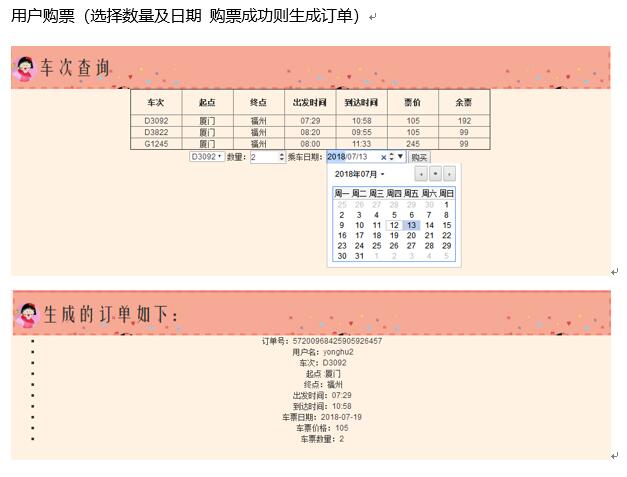 用户购票（选择数量及日期 购票成功则生成订单）
车次查询
车次 起点 终点 出发时间 到达时间 票价 余票
D3092 厦门 福州 07:29 10:58 105 192
D3822 厦门 福州 08:20 09:55 105 99
G1245 厦门 福州 08:00 11:33 245 99
D3092 数量：2 乘车日期：2018/07/13 购买
2018年07月
周一 周二 周三 周四 周五 周六 周日
25 26 27 28 29 30 1
2 3 4 5 6 7 8
9 10 11 12 13 14 15
16 17 18 19 20 21 22
23 24 25 26 27 28 29
30 31 1 2 3 4 5
生成的订单如下：
订单号：57200968425905926457
用户名：yonghu2
车次：D3092
起点:厦门
终点：福州
出发时间：07:29
到达时间：10:58
车票日期：2018-07-19
车票价格：105
车票数量：2